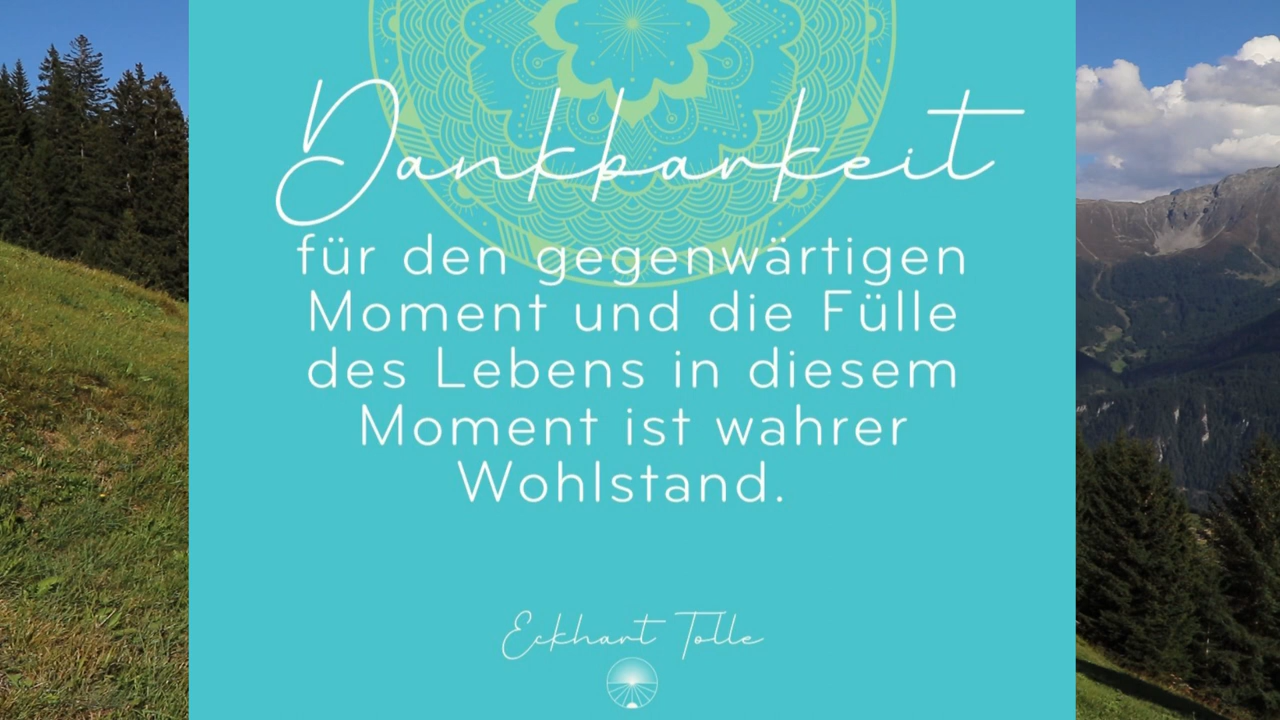 Dankbarkeit
für den gegenwärtigen
Moment und die Fülle
des Lebens in diesem
Moment ist wahrer
Wohlstand.
Eckhart Tolle